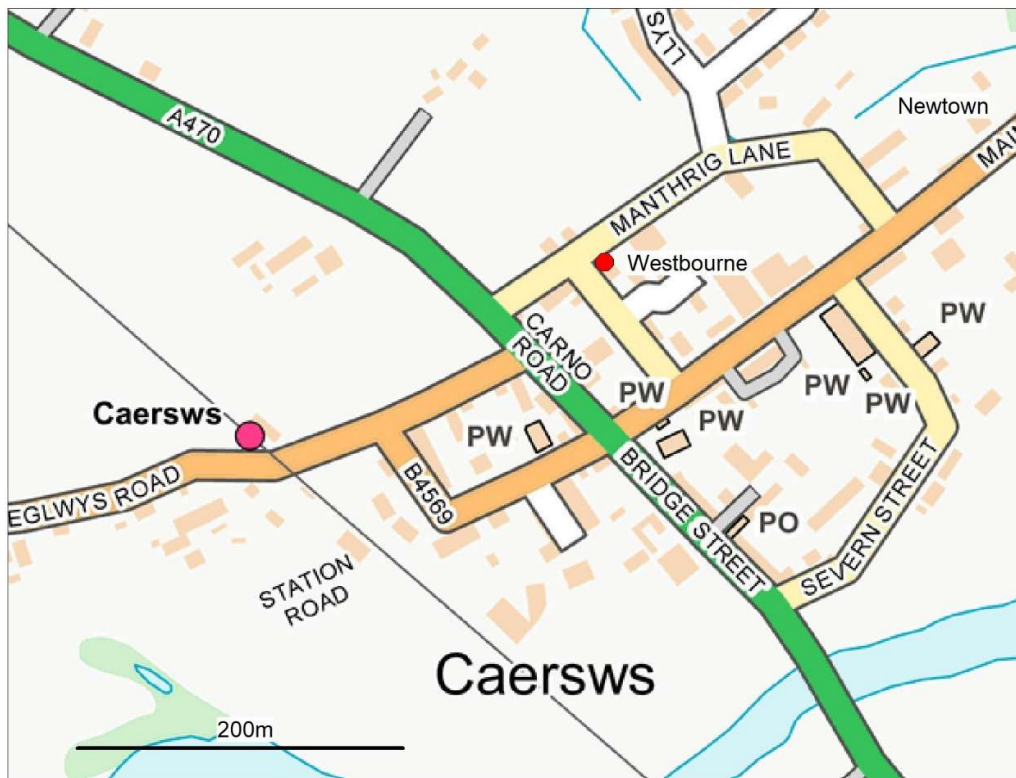 LLYS
A470
Newtown
MAIN
MANTHRIG LANE
Westbourne
CARNO
ROAD
PW
PW
Caersws
PW
PW
PW
PW
EGLWYS ROAD
B4569
BRIDGE STREET
PO
SEVERN STREET
STATION
ROAD
Caersws
200m